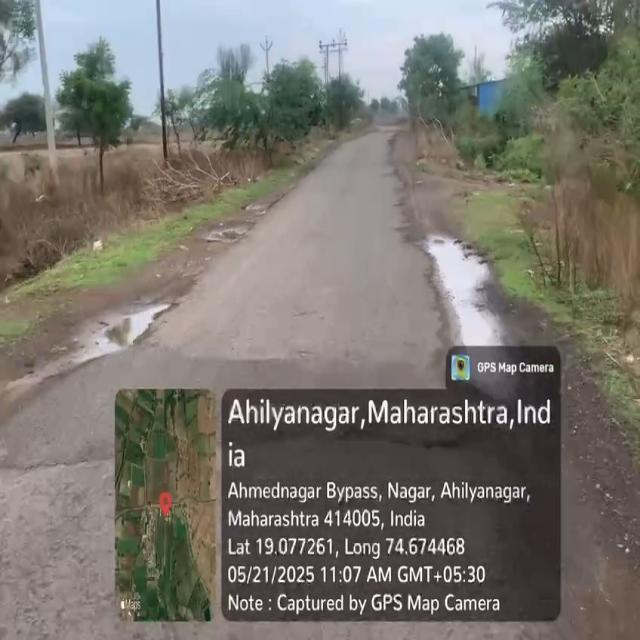 GPS Map Camera
Ahilyanagar,Maharashtra,Ind
ia
Ahmednagar Bypass, Nagar, Ahilyanagar,
Maharashtra 414005, India
Lat 19.077261, Long 74.674468
05/21/2025 11:07 AM GMT+05:30
Note : Captured by GPS Map Camera
Maps